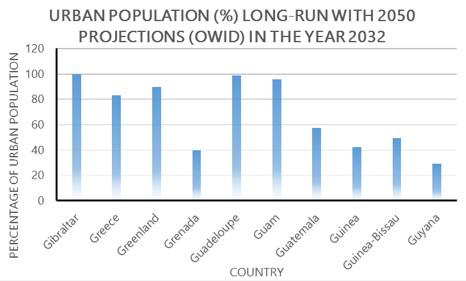 URBAN POPULATION (%) LONG-RUN WITH 2050
PROJECTIONS (OWID) IN THE YEAR 2032
PERCENTAGE OF URBAN POPULATION
120
100
80
60
40
20
0
Gibraltar
Greece
Greenland
Grenada
Guadeloupe
Guam
Guatemala
Guinea
Guinea-Bissau
Guyana
COUNTRY